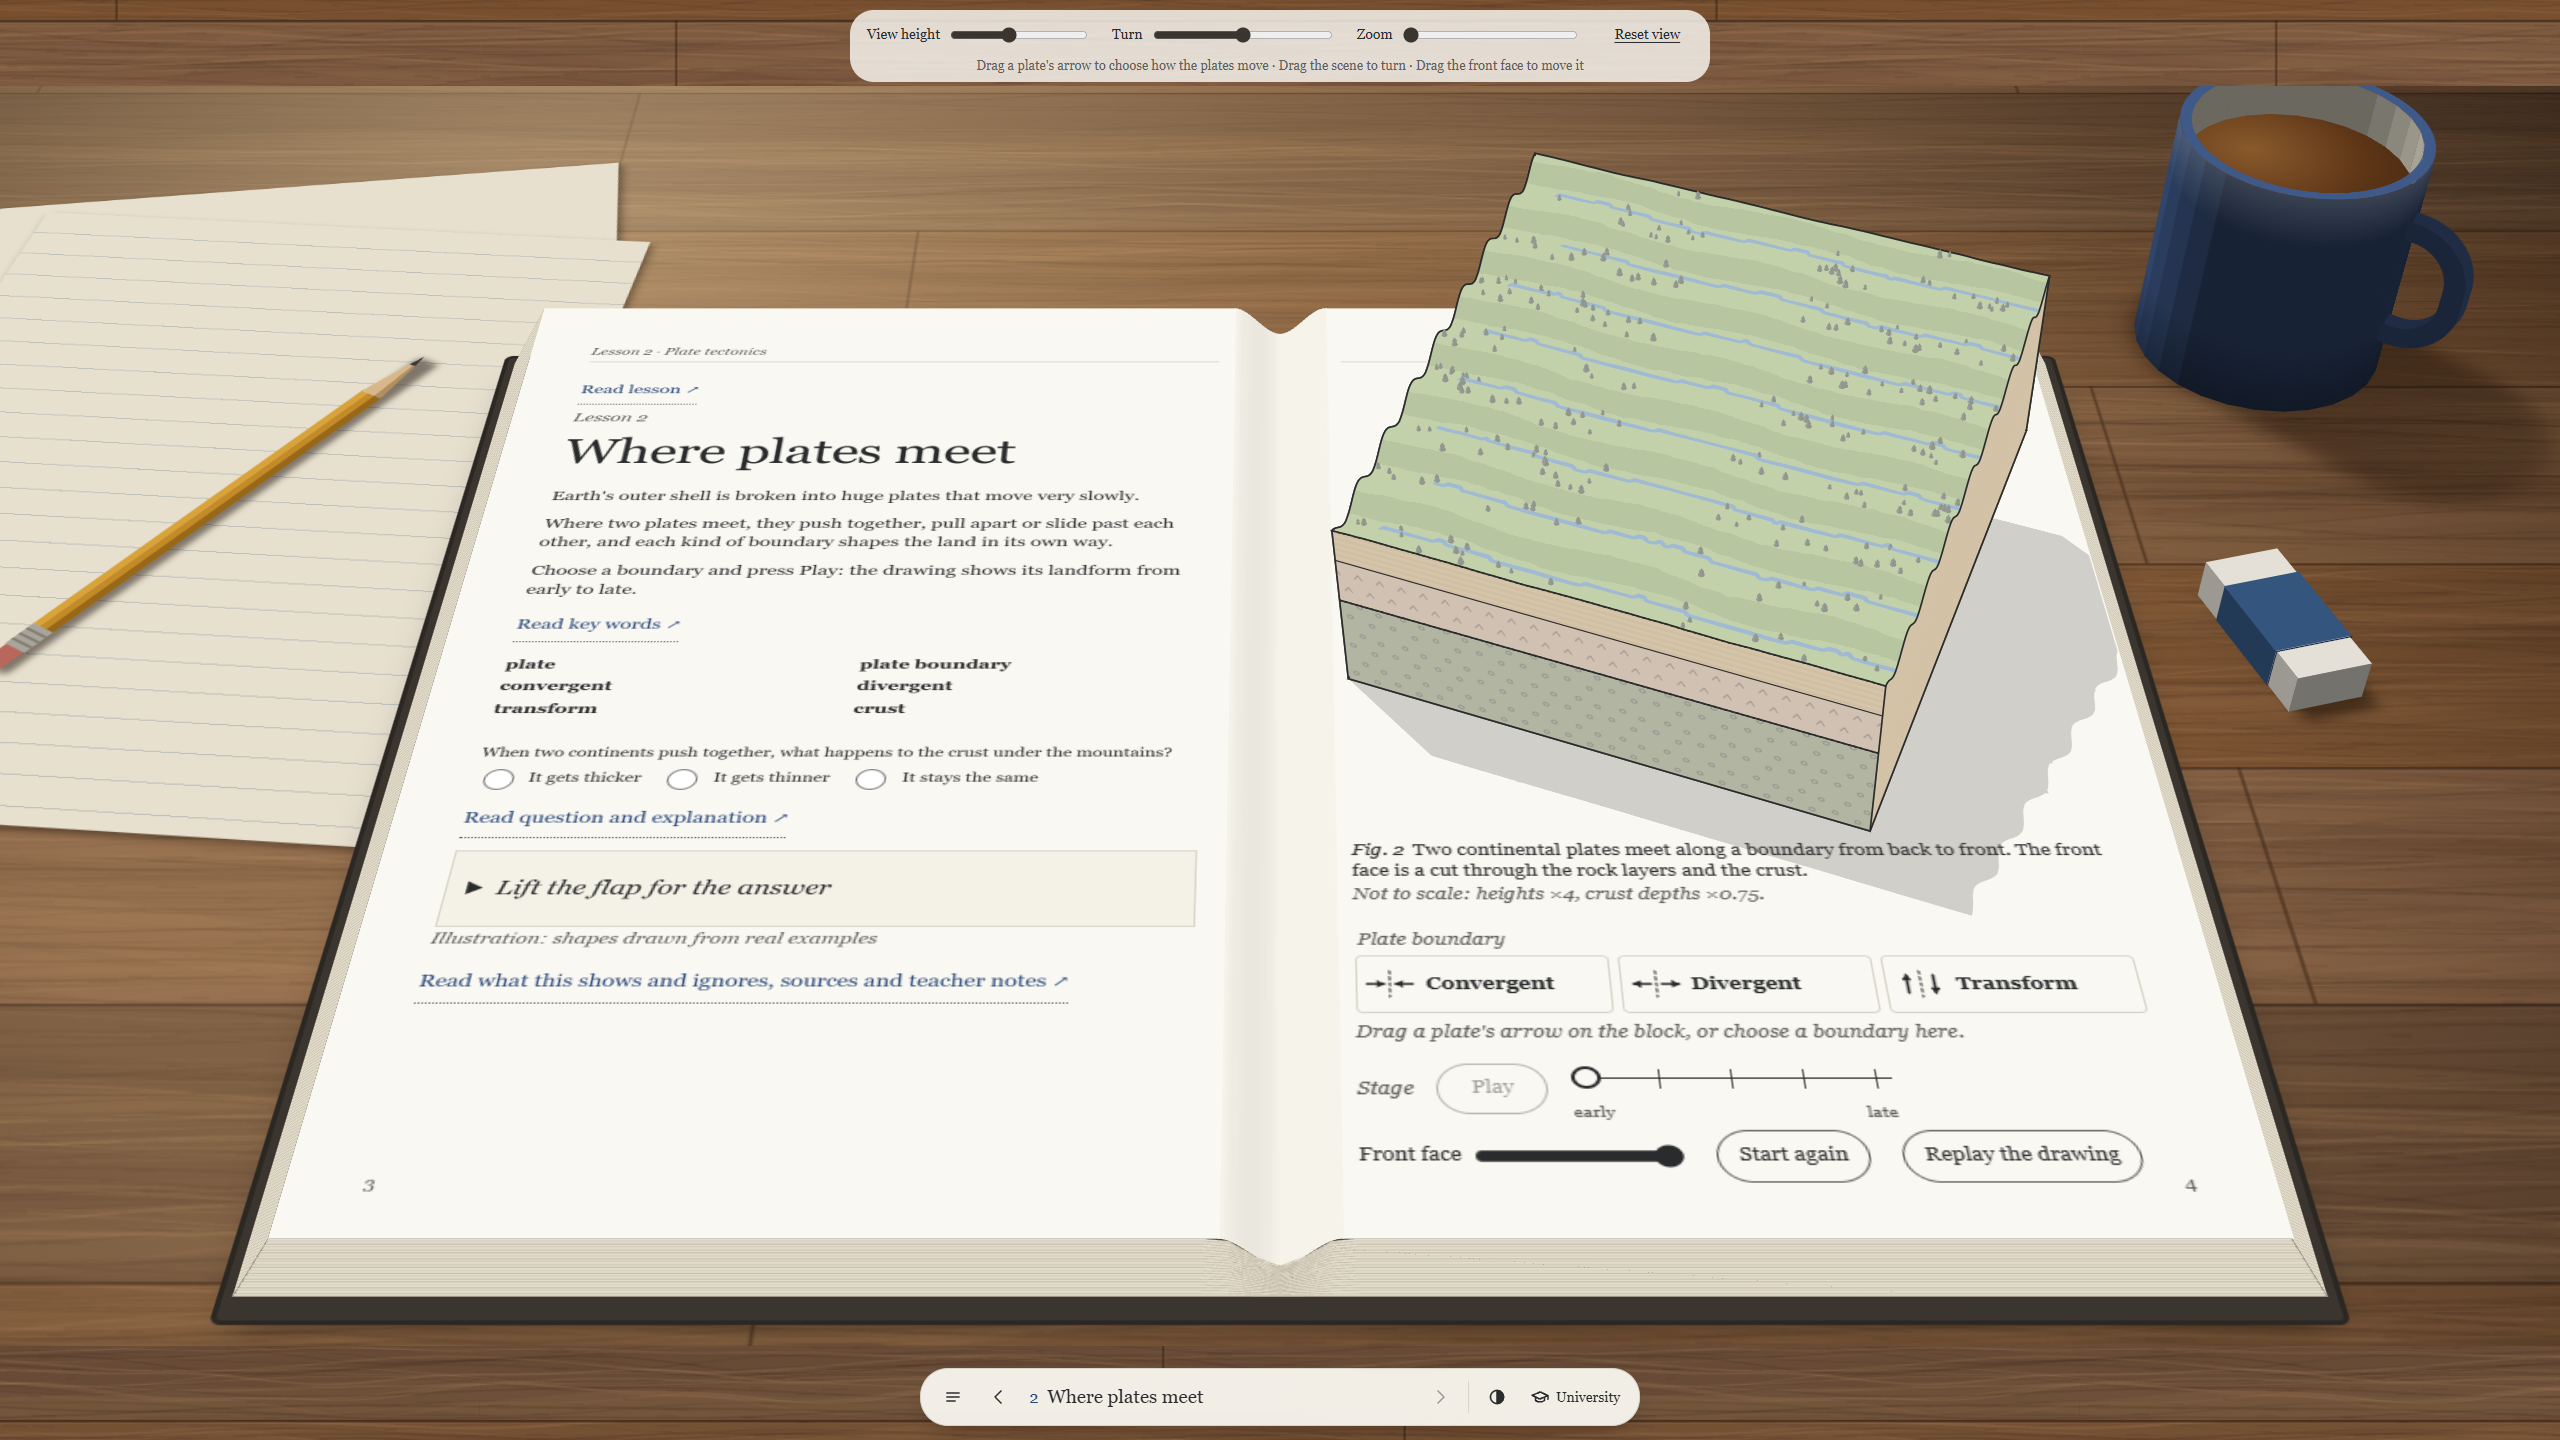 View height
Turn
Zoom
Reset view
Drag a plate's arrow to choose how the plates move · Drag the scene to turn · Drag the front face to move it
Lesson 2 · Plate tectonics
Read lesson ↗
Lesson 2
Where plates meet
Earth's outer shell is broken into huge plates that move very slowly.
Where two plates meet, they push together, pull apart or slide past each
other, and each kind of boundary shapes the land in its own way.
Choose a boundary and press Play: the drawing shows its landform from
early to late.
Read key words ↗
plate
plate boundary
convergent
divergent
transform
crust
When two continents push together, what happens to the crust under the mountains?
It gets thicker
It gets thinner
It stays the same
Read question and explanation ↗
▶ Lift the flap for the answer
Illustration: shapes drawn from real examples
Read what this shows and ignores, sources and teacher notes ↗
3
Fig. 2 Two continental plates meet along a boundary from back to front. The front
face is a cut through the rock layers and the crust.
Not to scale: heights ×4, crust depths ×0.75.
Plate boundary
Convergent
Divergent
Transform
Drag a plate's arrow on the block, or choose a boundary here.
Stage
Play
early
late
Front face
Start again
Replay the drawing
4
2 Where plates meet
University